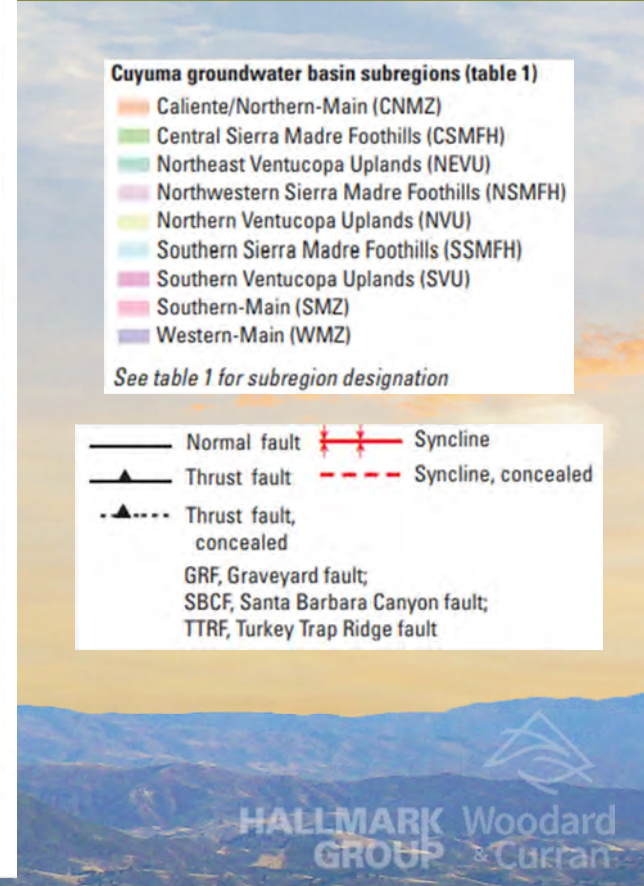 Cuyuma groundwater basin subregions (table 1)
Caliente/Northern-Main (CNMZ)
Central Sierra Madre Foothills (CSMFH)
Northeast Ventucopa Uplands (NEVU)
Northwestern Sierra Madre Foothills (NSMFH)
Northern Ventucopa Uplands (NVU)
Southern Sierra Madre Foothills (SSMFH)
Southern Ventucopa Uplands (SVU)
Southern-Main (SMZ)
Western-Main (WMZ)
See table 1 for subregion designation
Normal fault
Syncline
Thrust fault
Syncline, concealed
Thrust fault,
concealed
GRF, Graveyard fault;
SBCF, Santa Barbara Canyon fault;
TTRF, Turkey Trap Ridge fault
HALLMARK
GROUP
Woodard
& Curran